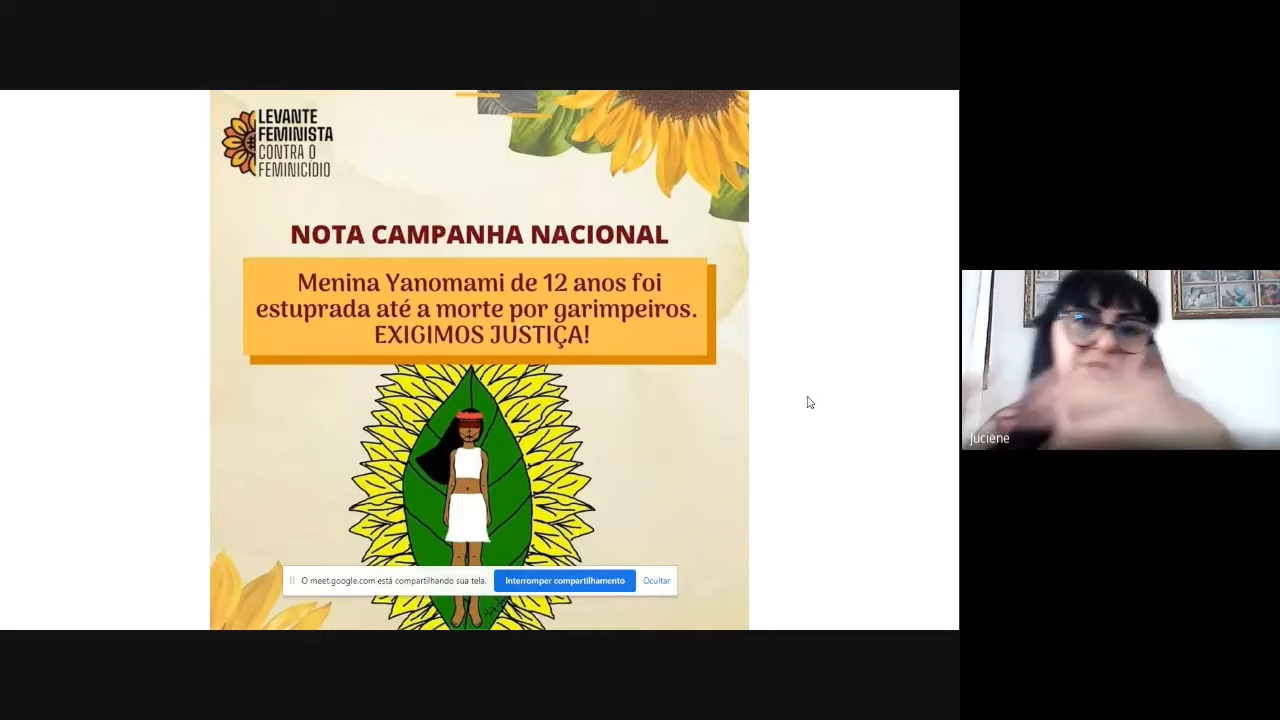 LEVANTE
FEMINISTA
CONTRA O
FEMINICÍDIO
NOTA CAMPANHA NACIONAL
Menina Yanomami de 12 anos foi
estuprada até a morte por garimpeiros.
EXIGIMOS JUSTIÇA!
O meet.google.com está compartilhando sua tela. Interromper compartilhamento Ocultar
Juciene